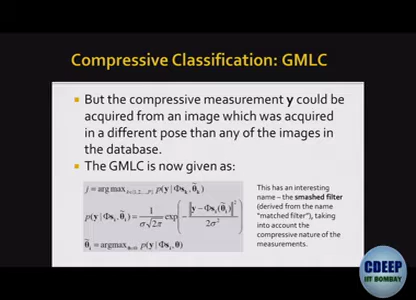 Compressive Classification: GMLC
But the compressive measurement y could be
acquired from an image which was acquired
in a different pose than any of the images in
the database.
The GMLC is now given as:
This has an interesting
name – the smashed filter
(derived from the name
"matched filter"), taking
into account the
compressive nature of the
measurements.
CDEEP
IIT BOMBAY